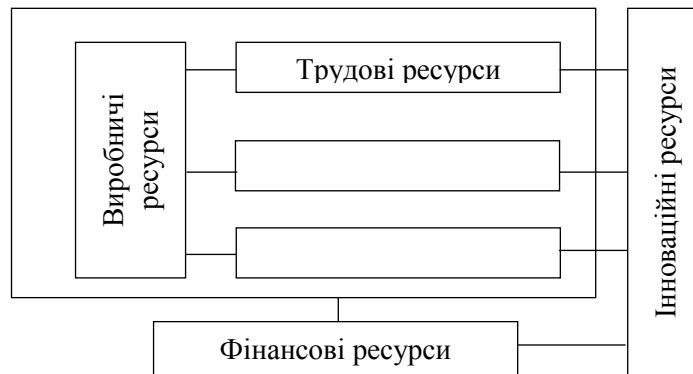 Трудові ресурси
Виробничі
ресурси
Інноваційні ресурси
Фінансові ресурси